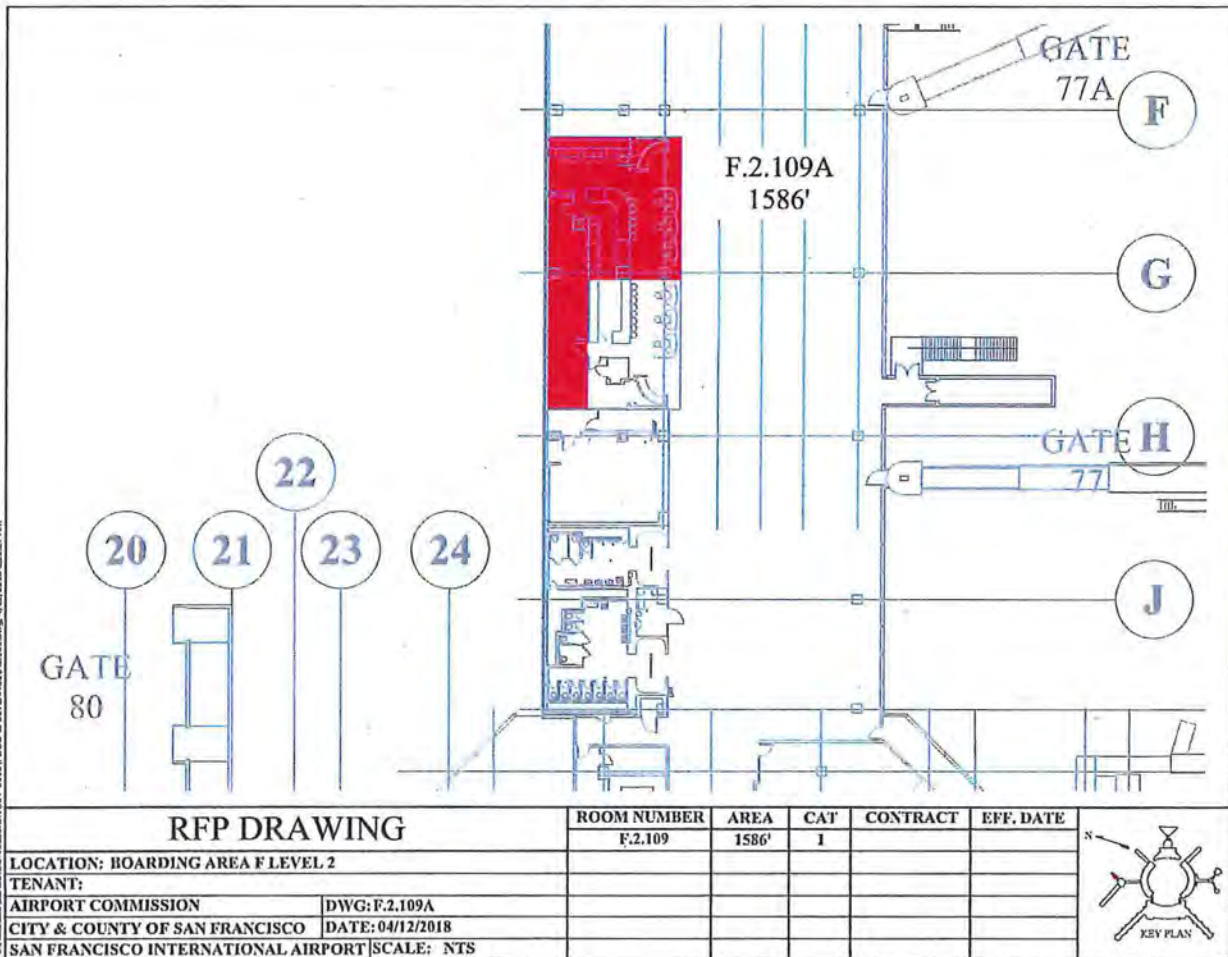 GATE
77A
F
F.2.109A
1586'
G
GATE
77
H
22
20
21
23
24
J
GATE
80
RFP DRAWING
ROOM NUMBER AREA CAT CONTRACT EFF. DATE
F.2.109 1586' 1
LOCATION: BOARDING AREA F LEVEL 2
TENANT:
AIRPORT COMMISSION DWG: F.2.109A
CITY & COUNTY OF SAN FRANCISCO DATE: 04/12/2018
SAN FRANCISCO INTERNATIONAL AIRPORT SCALE: NTS
N
KEY PLAN